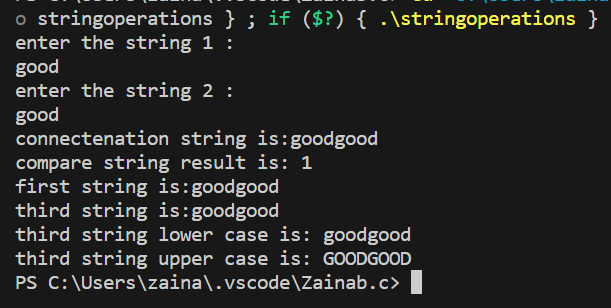 o stringoperations } ; if ($?) { .\stringoperations }
enter the string 1 :
good
enter the string 2 :
good
connectenation string is:goodgood
compare string result is: 1
first string is:goodgood
third string is:goodgood
third string lower case is: goodgood
third string upper case is: GOODGOOD
PS C:\Users\zaina\.vscode\Zainab.c>